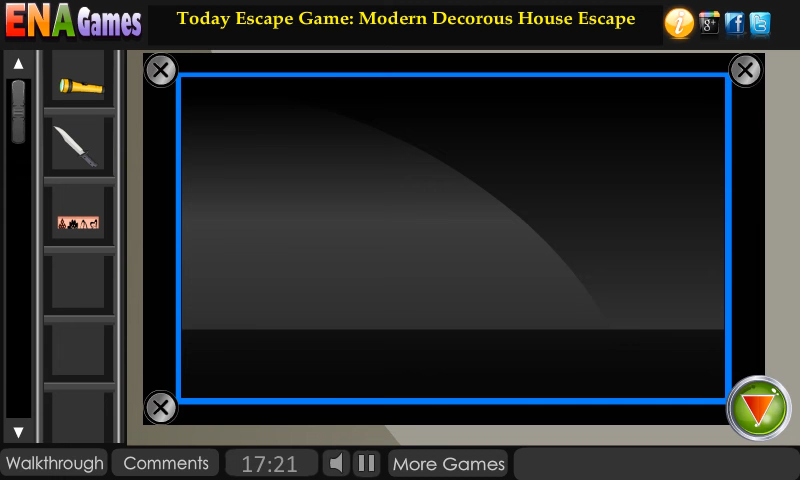 ENA Games
Today Escape Game: Modern Decorous House Escape
i
g+
f
t
Walkthrough
Comments
17:21
More Games